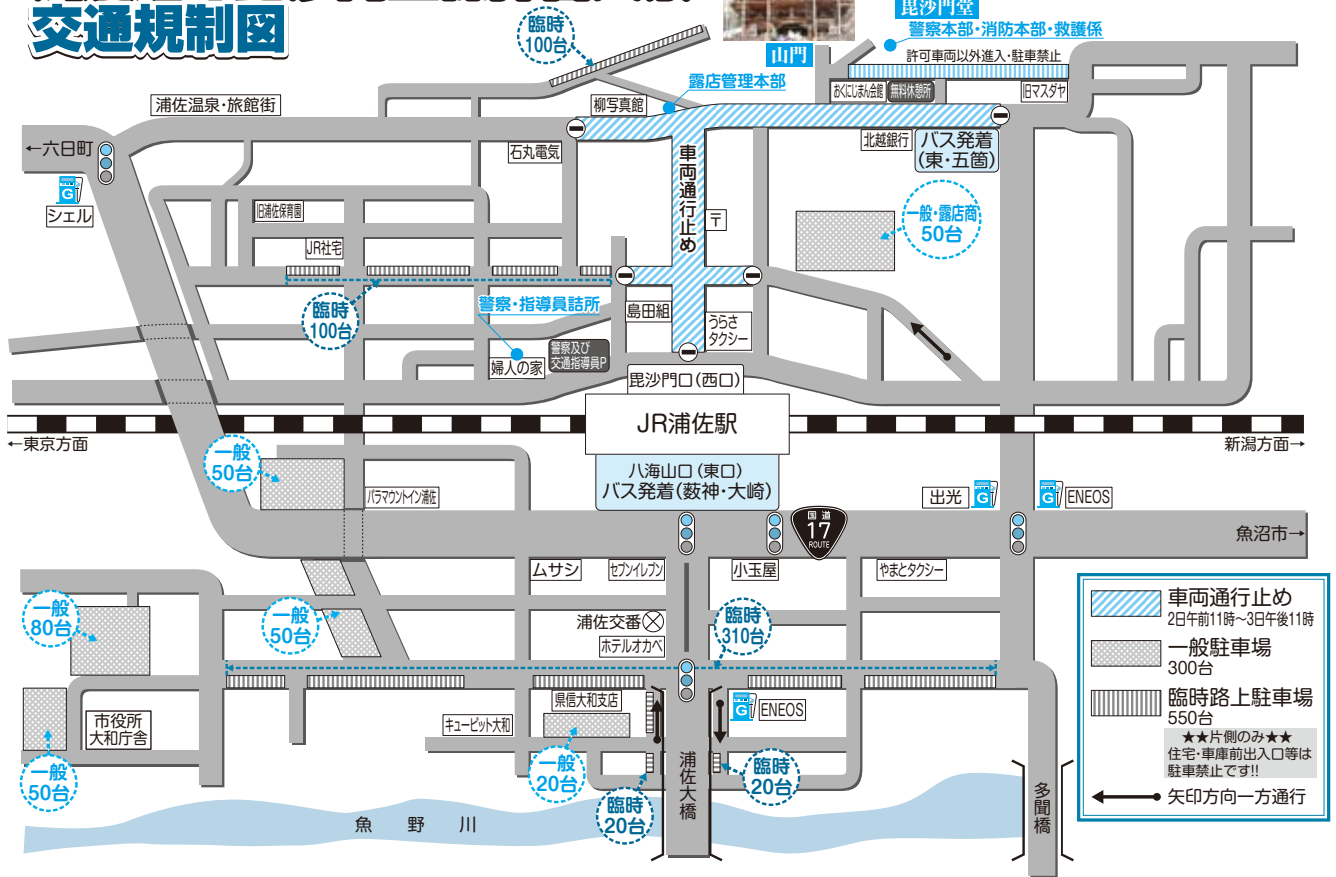 交通規制図
臨時
100台
山門
毘沙門堂
警察本部・消防本部・救護係
許可車両以外進入・駐車禁止
露店管理本部
おくにじまん会館
無料休憩所
旧マスダヤ
浦佐温泉・旅館街
柳写真館
←六日町
石丸電気
北越銀行
バス発着
(東・五箇)
車両通行止め
シェル
旧浦佐保育園
〒
一般・露店商
50台
JR社宅
臨時
100台
警察・指導員詰所
島田組
うらさ
タクシー
婦人の家
警察及び
交通指導員P
毘沙門口(西口)
JR浦佐駅
←東京方面
新潟方面→
一般
50台
八海山口(東口)
バス発着(薮神・大崎)
パラマウントイン浦佐
出光
ENEOS
国道
17
ROUTE
魚沼市→
ムサシ
セブンイレブン
小玉屋
やまとタクシー
一般
80台
一般
50台
浦佐交番
ホテルオカベ
臨時
310台
市役所
大和庁舎
キューピット大和
県信大和支店
ENEOS
一般
50台
一般
20台
臨時
20台
臨時
20台
浦佐大橋
多聞橋
魚野川
車両通行止め
2日午前11時~3日午後11時
一般駐車場
300台
臨時路上駐車場
550台
★★片側のみ★★
住宅・車庫前出入口等は
駐車禁止です!!
矢印方向一方通行